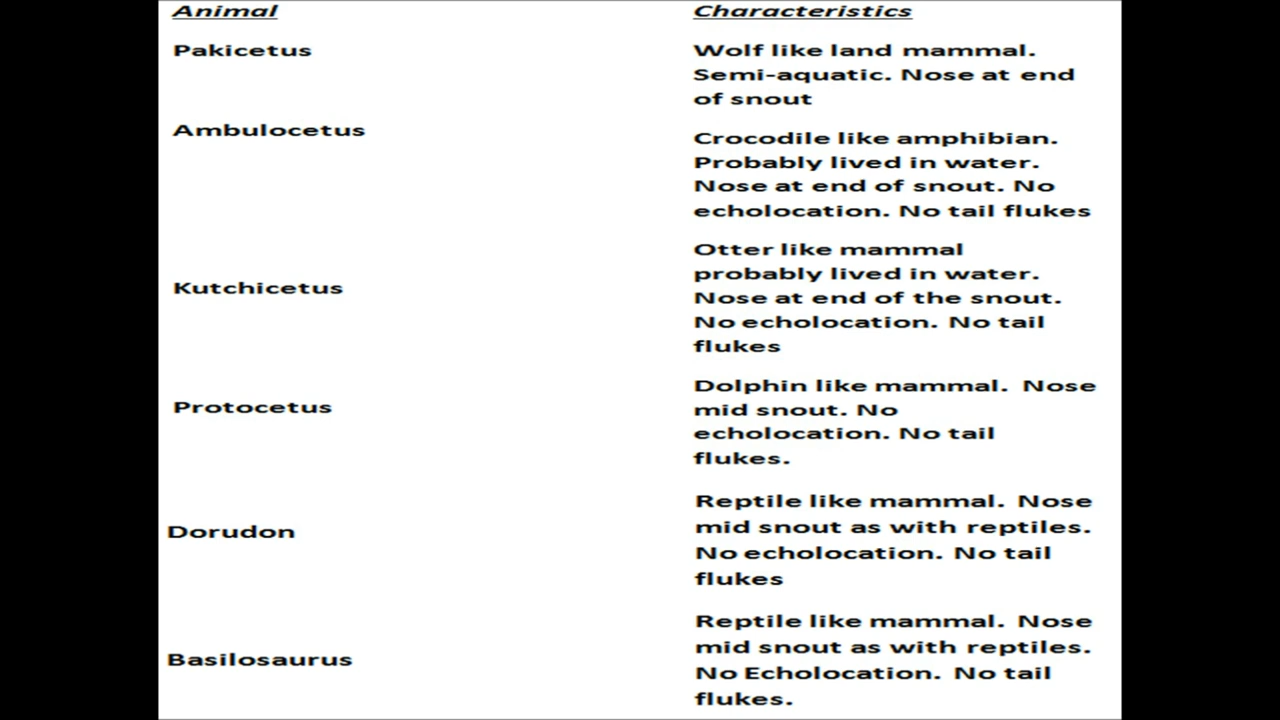 Animal
Characteristics
Pakicetus
Wolf like land mammal.
Semi-aquatic. Nose at end
of snout
Ambulocetus
Crocodile like amphibian.
Probably lived in water.
Nose at end of snout. No
echolocation. No tail flukes
Kutchicetus
Otter like mammal
probably lived in water.
Nose at end of the snout.
No echolocation. No tail
flukes
Protocetus
Dolphin like mammal. Nose
mid snout. No
echolocation. No tail
flukes.
Dorudon
Reptile like mammal. Nose
mid snout as with reptiles.
No echolocation. No tail
flukes
Basilosaurus
Reptile like mammal. Nose
mid snout as with reptiles.
No Echolocation. No tail
flukes.